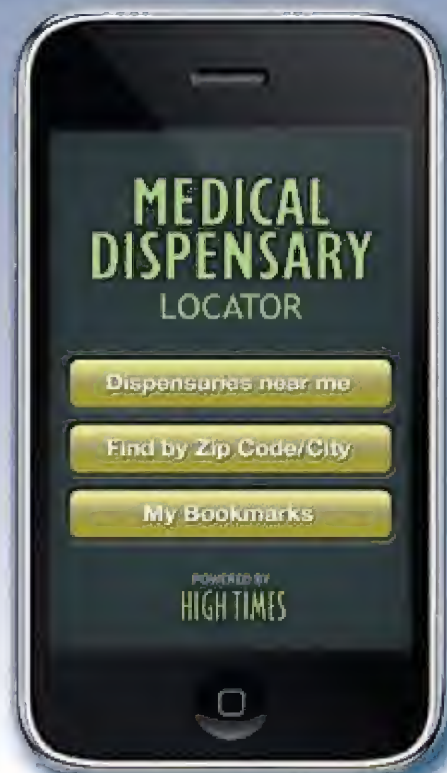 MEDICAL
DISPENSARY
LOCATOR
Dispensaries near me
Find by Zip Code/City
My Bookmarks
POWERED BY
HIGH TIMES